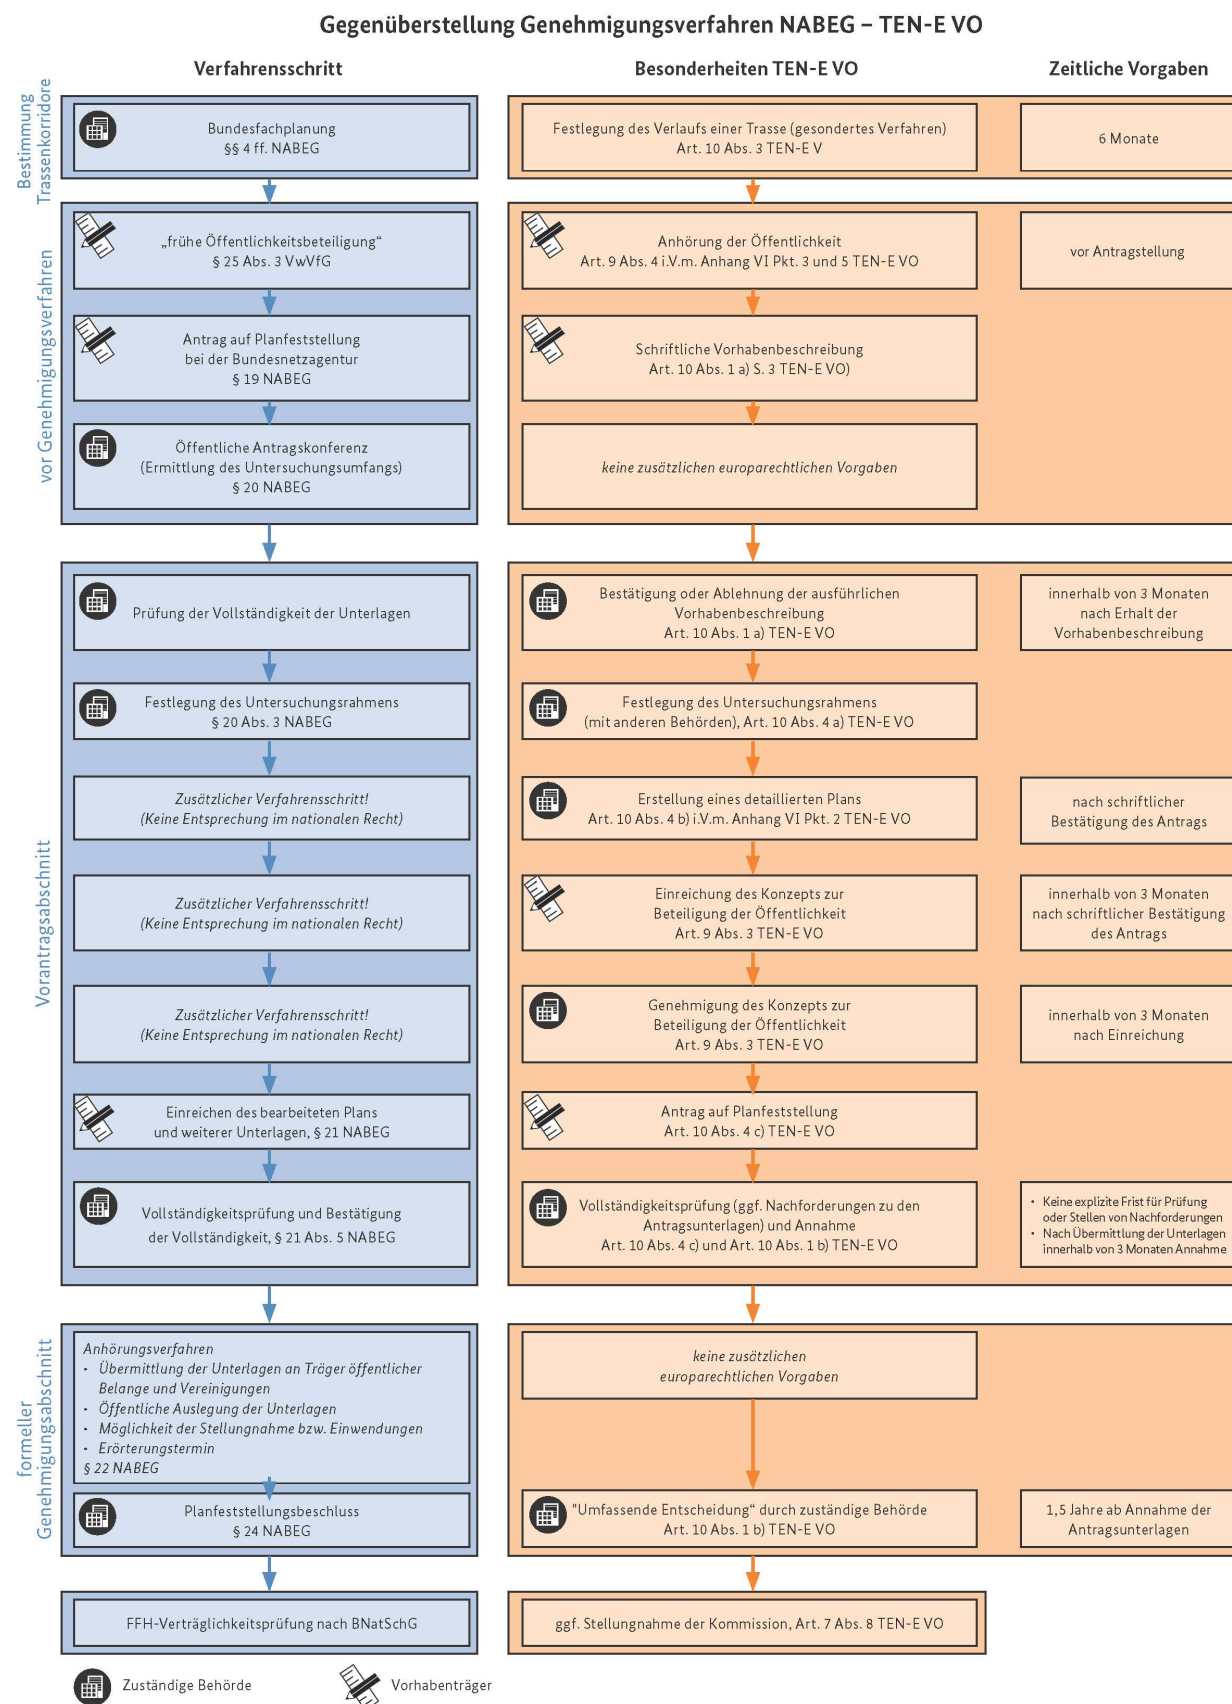 Gegenüberstellung Genehmigungsverfahren NABEG – TEN-E VO
Verfahrensschritt
Besonderheiten TEN-E VO
Zeitliche Vorgaben
Bestimmung
Trassenkorridore
Bundesfachplanung
§§ 4 ff. NABEG
Festlegung des Verlaufs einer Trasse (gesondertes Verfahren)
Art. 10 Abs. 3 TEN-E V
6 Monate
vor Genehmigungsverfahren
„frühe Öffentlichkeitsbeteiligung“
§ 25 Abs. 3 VwVfG
Anhörung der Öffentlichkeit
Art. 9 Abs. 4 i.V.m. Anhang VI Pkt. 3 und 5 TEN-E VO
vor Antragstellung
Antrag auf Planfeststellung
bei der Bundesnetzagentur
§ 19 NABEG
Schriftliche Vorhabenbeschreibung
Art. 10 Abs. 1 a) S. 3 TEN-E VO)
Öffentliche Antragskonferenz
(Ermittlung des Untersuchungsumfangs)
§ 20 NABEG
keine zusätzlichen europarechtlichen Vorgaben
Vorantragsabschnitt
Prüfung der Vollständigkeit der Unterlagen
Bestätigung oder Ablehnung der ausführlichen
Vorhabenbeschreibung
Art. 10 Abs. 1 a) TEN-E VO
innerhalb von 3 Monaten
nach Erhalt der
Vorhabenbeschreibung
Festlegung des Untersuchungsrahmens
§ 20 Abs. 3 NABEG
Festlegung des Untersuchungsrahmens
(mit anderen Behörden), Art. 10 Abs. 4 a) TEN-E VO
Zusätzlicher Verfahrensschritt!
(Keine Entsprechung im nationalen Recht)
Erstellung eines detaillierten Plans
Art. 10 Abs. 4 b) i.V.m. Anhang VI Pkt. 2 TEN-E VO
nach schriftlicher
Bestätigung des Antrags
Zusätzlicher Verfahrensschritt!
(Keine Entsprechung im nationalen Recht)
Einreichung des Konzepts zur
Beteiligung der Öffentlichkeit
Art. 9 Abs. 3 TEN-E VO
innerhalb von 3 Monaten
nach schriftlicher Bestätigung
des Antrags
Zusätzlicher Verfahrensschritt!
(Keine Entsprechung im nationalen Recht)
Genehmigung des Konzepts zur
Beteiligung der Öffentlichkeit
Art. 9 Abs. 3 TEN-E VO
innerhalb von 3 Monaten
nach Einreichung
Einreichen des bearbeiteten Plans
und weiterer Unterlagen, § 21 NABEG
Antrag auf Planfeststellung
Art. 10 Abs. 4 c) TEN-E VO
Vollständigkeitsprüfung und Bestätigung
der Vollständigkeit, § 21 Abs. 5 NABEG
Vollständigkeitsprüfung (ggf. Nachforderungen zu den
Antragsunterlagen) und Annahme
Art. 10 Abs. 4 c) und Art. 10 Abs. 1 b) TEN-E VO
• Keine explizite Frist für Prüfung
oder Stellen von Nachforderungen
• Nach Übermittlung der Unterlagen
innerhalb von 3 Monaten Annahme
formeller
Genehmigungsabschnitt
Anhörungsverfahren
• Übermittlung der Unterlagen an Träger öffentlicher
Belange und Vereinigungen
• Öffentliche Auslegung der Unterlagen
• Möglichkeit der Stellungnahme bzw. Einwendungen
• Erörterungstermin
§ 22 NABEG
keine zusätzlichen
europarechtlichen Vorgaben
Planfeststellungsbeschluss
§ 24 NABEG
"Umfassende Entscheidung“ durch zuständige Behörde
Art. 10 Abs. 1 b) TEN-E VO
1,5 Jahre ab Annahme der
Antragsunterlagen
FFH-Verträglichkeitsprüfung nach BNatSchG
ggf. Stellungnahme der Kommission, Art. 7 Abs. 8 TEN-E VO
Zuständige Behörde
Vorhabenträger